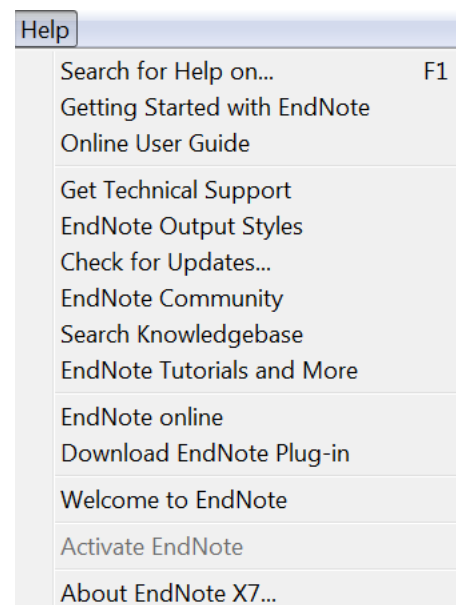 Help
Search for Help on... F1
Getting Started with EndNote
Online User Guide
Get Technical Support
EndNote Output Styles
Check for Updates...
EndNote Community
Search Knowledgebase
EndNote Tutorials and More
EndNote online
Download EndNote Plug-in
Welcome to EndNote
Activate EndNote
About EndNote X7...